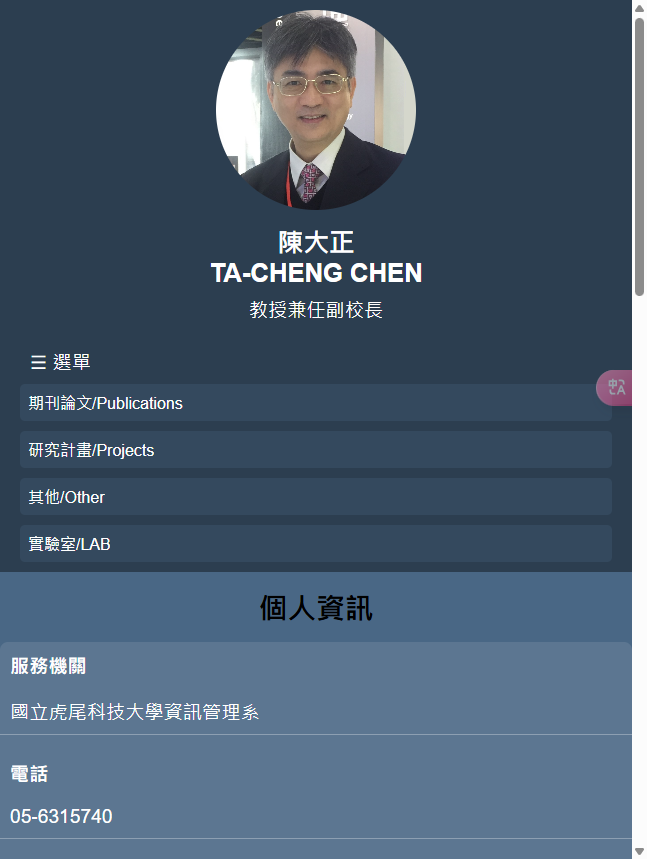 陳大正
TA-CHENG CHEN
教授兼任副校長
☰ 選單
期刊論文/Publications
研究計畫/Projects
其他/Other
實驗室/LAB
個人資訊
服務機關
國立虎尾科技大學資訊管理系
電話
05-6315740